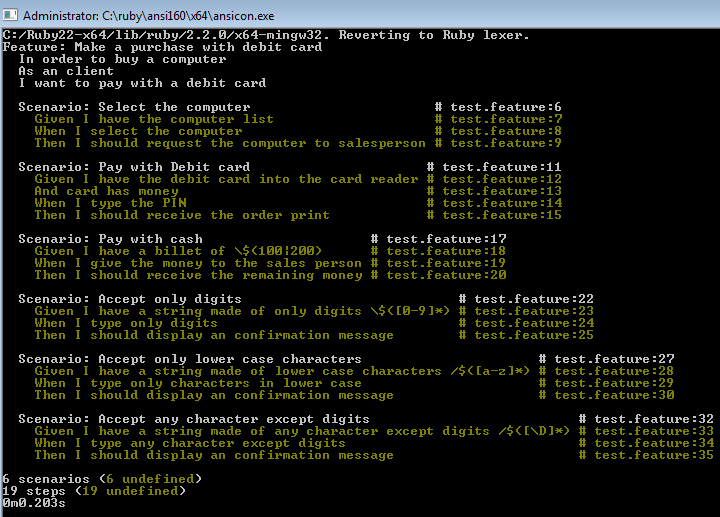 Administrator: C:\ruby\ansi160\x64\ansicon.exe
C:/Ruby22-x64/lib/ruby/2.2.0/x64-mingw32. Reverting to Ruby lexer.
Feature: Make a purchase with debit card
  In order to buy a computer
  As an client
  I want to pay with a debit card

  Scenario: Select the computer                       # test.feature:6
    Given I have the computer list                    # test.feature:7
    When I select the computer                        # test.feature:8
    Then I should request the computer to salesperson # test.feature:9

  Scenario: Pay with Debit card                      # test.feature:11
    Given I have the debit card into the card reader # test.feature:12
    And card has money                               # test.feature:13
    When I type the PIN                              # test.feature:14
    Then I should receive the order print            # test.feature:15

  Scenario: Pay with cash                     # test.feature:17
    Given I have a billet of \$(100¦200)      # test.feature:18
    When I give the money to the sales person # test.feature:19
    Then I should receive the remaining money # test.feature:20

  Scenario: Accept only digits                           # test.feature:22
    Given I have a string made of only digits \$([0-9]*) # test.feature:23
    When I type only digits                              # test.feature:24
    Then I should display an confirmation message        # test.feature:25

  Scenario: Accept only lower case characters                      # test.feature:27
    Given I have a string made of lower case characters /$([a-z]*) # test.feature:28
    When I type only characters in lower case                      # test.feature:29
    Then I should display an confirmation message                  # test.feature:30

  Scenario: Accept any character except digits                          # test.feature:32
    Given I have a string made of any character except digits /$([\D]*) # test.feature:33
    When I type any character except digits                             # test.feature:34
    Then I should display an confirmation message                       # test.feature:35

6 scenarios (6 undefined)
19 steps (19 undefined)
0m0.203s